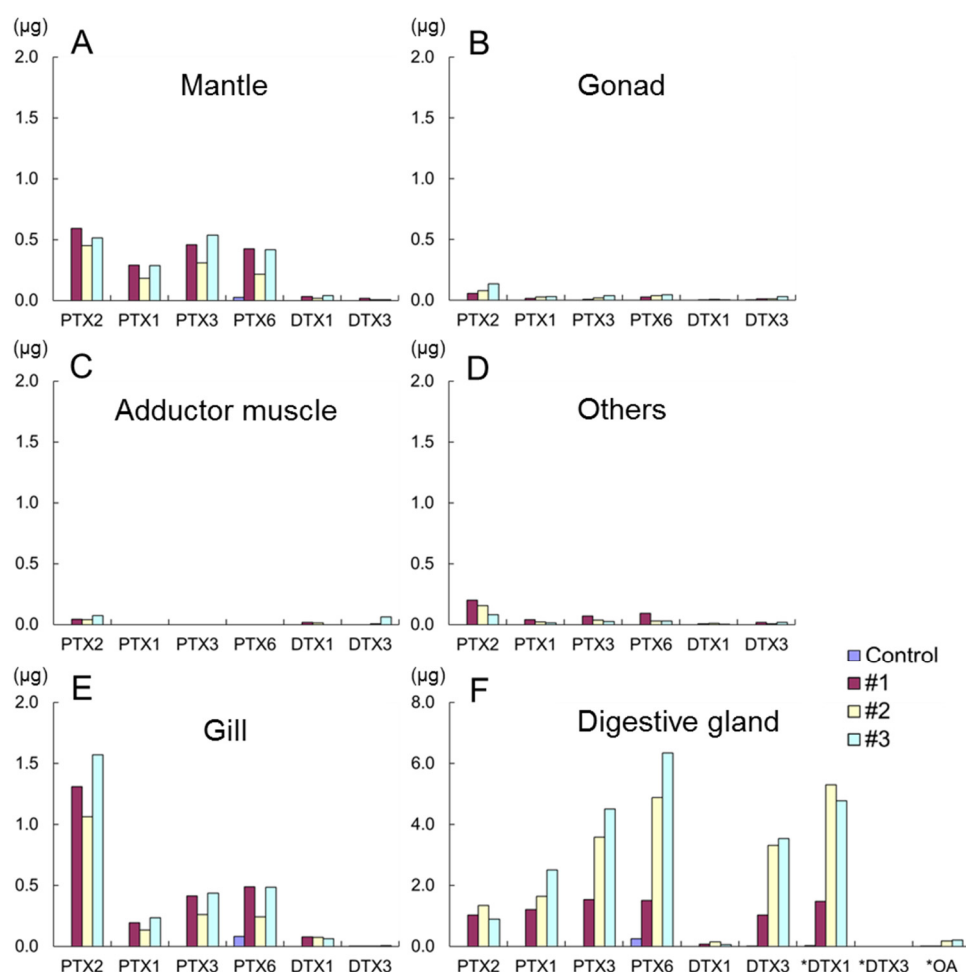 (µg) A (µg) B
2.0 2.0
Mantle Gonad
1.5 1.5
1.0 1.0
0.5 0.5
0.0 0.0
PTX2 PTX1 PTX3 PTX6 DTX1 DTX3 PTX2 PTX1 PTX3 PTX6 DTX1 DTX3
(µg) C (µg) D
2.0 2.0
Adductor muscle Others
1.5 1.5
1.0 1.0
0.5 0.5
0.0 0.0
PTX2 PTX1 PTX3 PTX6 DTX1 DTX3 PTX2 PTX1 PTX3 PTX6 DTX1 DTX3
Control
#1
#2
#3
(µg) E (µg) F
2.0 8.0
Gill Digestive gland
1.5 6.0
1.0 4.0
0.5 2.0
0.0 0.0
PTX2 PTX1 PTX3 PTX6 DTX1 DTX3 PTX2 PTX1 PTX3 PTX6 DTX1 DTX3 *DTX1 *DTX3 *OA